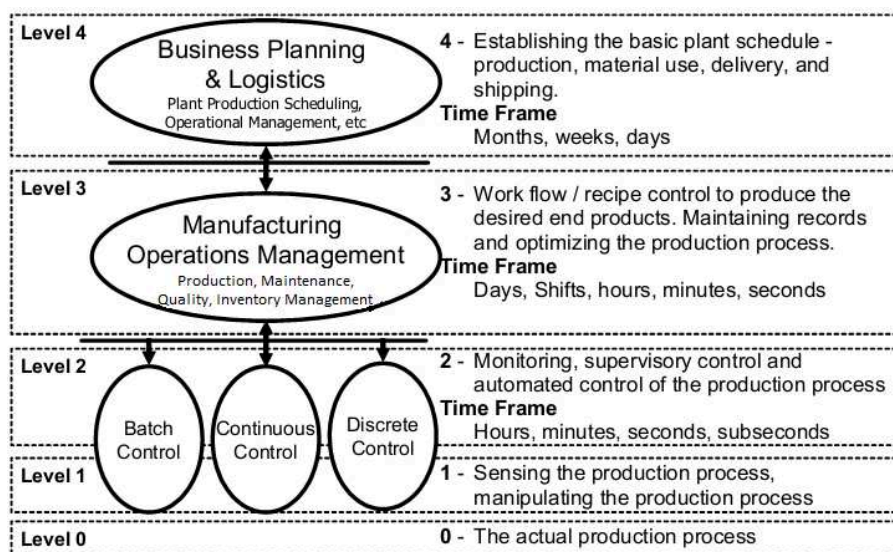 Level 4
Business Planning
& Logistics
Plant Production Scheduling,
Operational Management, etc
4 - Establishing the basic plant schedule -
production, material use, delivery, and
shipping.
Time Frame
Months, weeks, days
Level 3
Manufacturing
Operations Management
Production, Maintenance,
Quality, Inventory Management
3 - Work flow / recipe control to produce the
desired end products. Maintaining records
and optimizing the production process.
Time Frame
Days, Shifts, hours, minutes, seconds
Level 2
Batch
Control
Continuous
Control
Discrete
Control
2 - Monitoring, supervisory control and
automated control of the production process
Time Frame
Hours, minutes, seconds, subseconds
Level 1
1 - Sensing the production process,
manipulating the production process
Level 0
0 - The actual production process